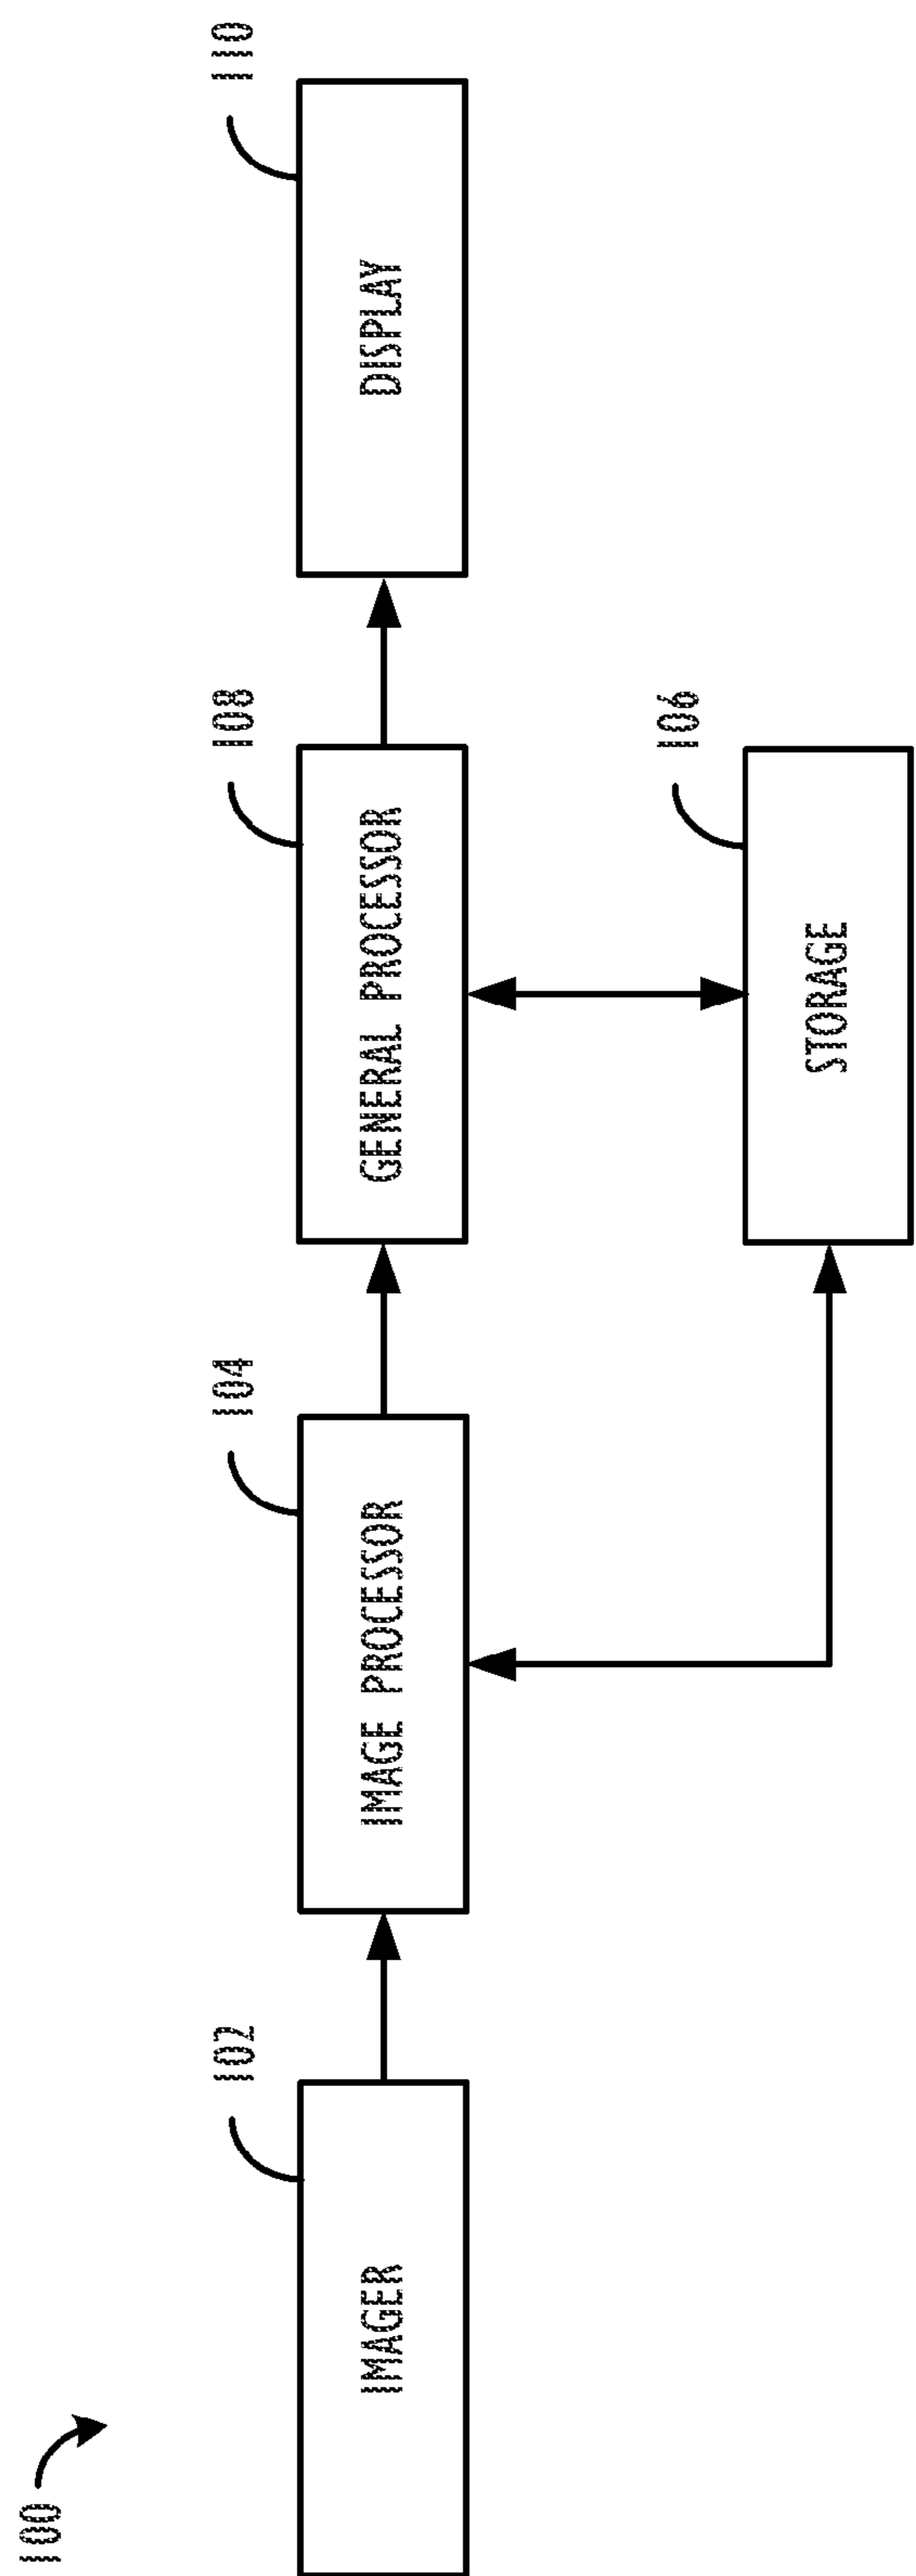 100
102
IMAGER
104
IMAGE PROCESSOR
108
GENERAL PROCESSOR
110
DISPLAY
106
STORAGE